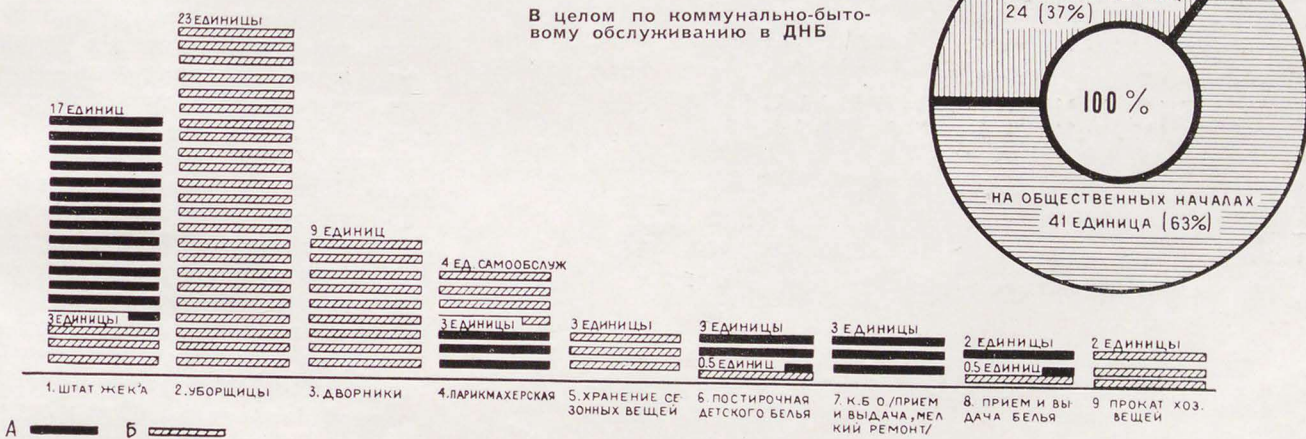 23 ЕДИНИЦЫ
В целом по коммунально-быто-
вому обслуживанию в ДНБ
24 (37%)
100 %
17 ЕДИНИЦ
НА ОБЩЕСТВЕННЫХ НАЧАЛАХ
41 ЕДИНИЦА (63%)
9 ЕДИНИЦ
4 ЕД. САМООБСЛУЖ
3 ЕДИНИЦЫ
3 ЕДИНИЦЫ
3 ЕДИНИЦЫ
3 ЕДИНИЦЫ
3 ЕДИНИЦЫ
2 ЕДИНИЦЫ
2 ЕДИНИЦЫ
0.5 ЕДИНИЦ
0.5 ЕДИНИЦ
1. ШТАТ ЖЕК'А
2. УБОРЩИЦЫ
3. ДВОРНИКИ
4. ПАРИКМАХЕРСКАЯ
5. ХРАНЕНИЕ СЕ
ЗОННЫХ ВЕЩЕЙ
6. ПОСТИРОЧНАЯ
ДЕТСКОГО БЕЛЬЯ
7. К.Б О /ПРИЕМ
И ВЫДАЧА, МЕЛ
КИЙ РЕМОНТ/
8. ПРИЕМ И ВЫ
ДАЧА БЕЛЬЯ
9 ПРОКАТ ХОЗ.
ВЕЩЕЙ
А
Б